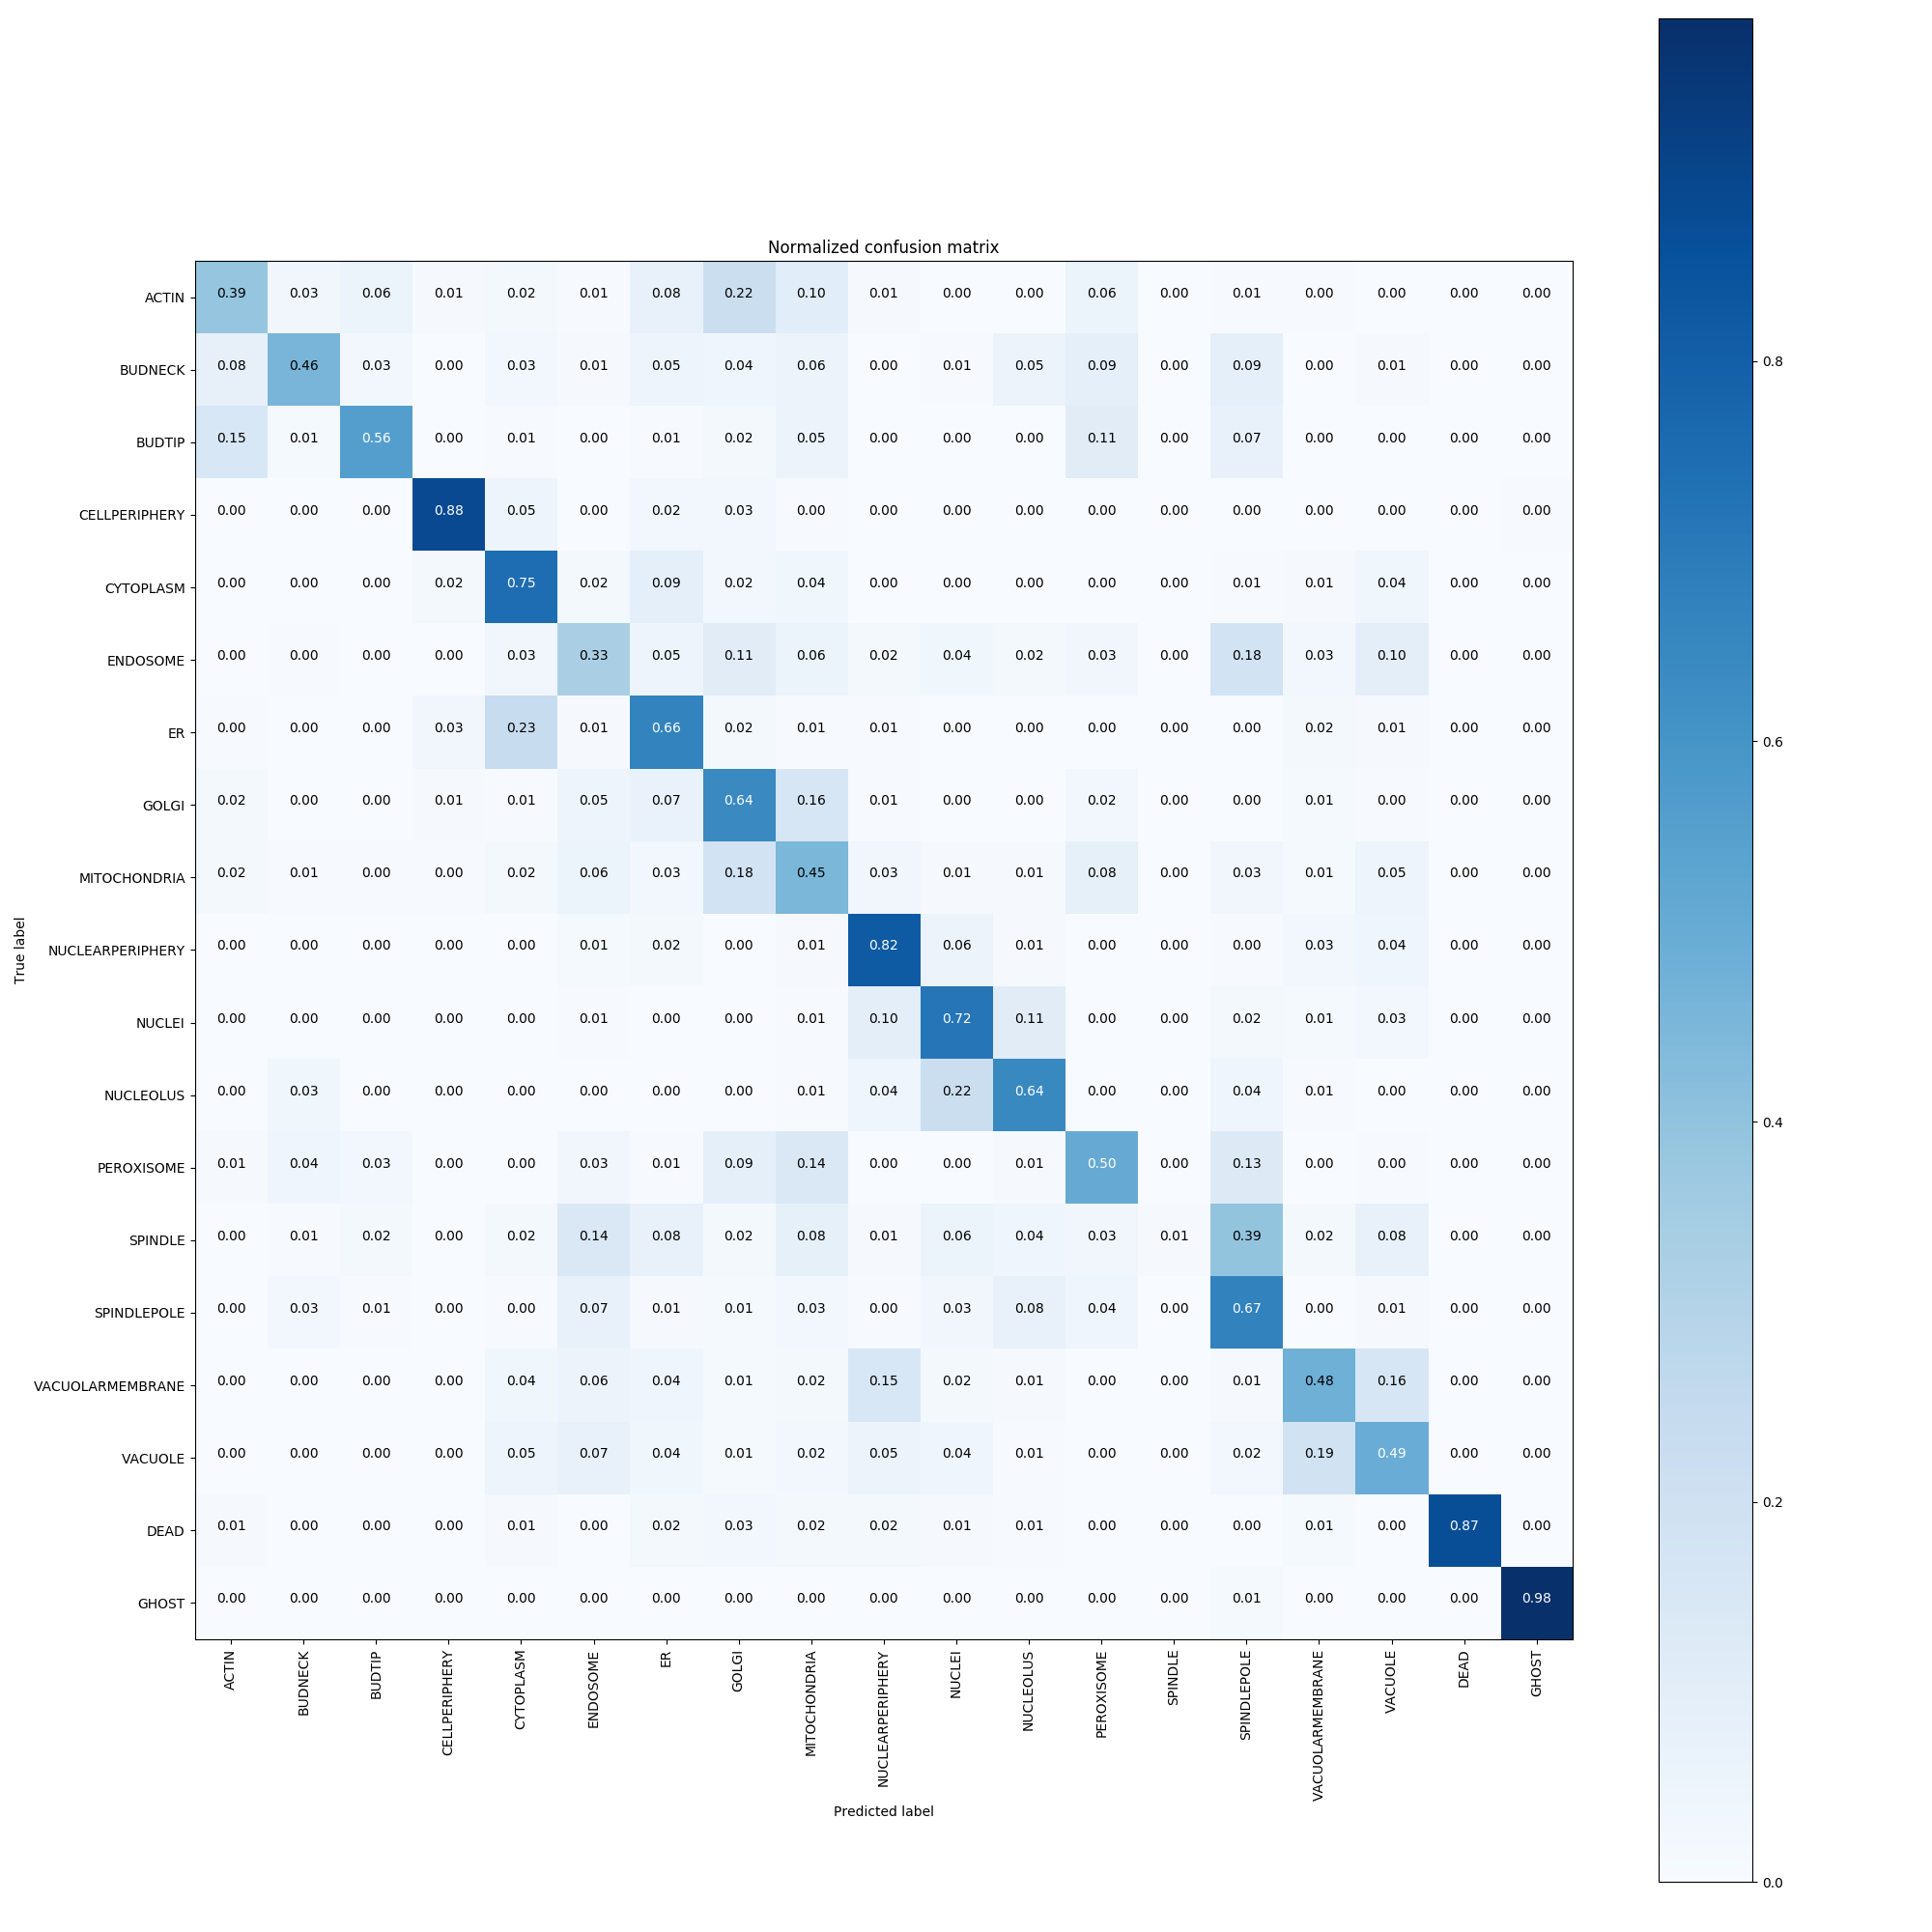 Normalized confusion matrix
ACTIN 0.39 0.03 0.06 0.01 0.02 0.01 0.08 0.22 0.10 0.01 0.00 0.00 0.06 0.00 0.01 0.00 0.00 0.00 0.00
BUDNECK 0.08 0.46 0.03 0.00 0.03 0.01 0.05 0.04 0.06 0.00 0.01 0.05 0.09 0.00 0.09 0.00 0.01 0.00 0.00
BUDTIP 0.15 0.01 0.56 0.00 0.01 0.00 0.01 0.02 0.05 0.00 0.00 0.00 0.11 0.00 0.07 0.00 0.00 0.00 0.00
CELLPERIPHERY 0.00 0.00 0.00 0.88 0.05 0.00 0.02 0.03 0.00 0.00 0.00 0.00 0.00 0.00 0.00 0.00 0.00 0.00 0.00
CYTOPLASM 0.00 0.00 0.00 0.02 0.75 0.02 0.09 0.02 0.04 0.00 0.00 0.00 0.00 0.00 0.01 0.01 0.04 0.00 0.00
ENDOSOME 0.00 0.00 0.00 0.00 0.03 0.33 0.05 0.11 0.06 0.02 0.04 0.02 0.03 0.00 0.18 0.03 0.10 0.00 0.00
ER 0.00 0.00 0.00 0.03 0.23 0.01 0.66 0.02 0.01 0.01 0.00 0.00 0.00 0.00 0.00 0.02 0.01 0.00 0.00
GOLGI 0.02 0.00 0.00 0.01 0.01 0.05 0.07 0.64 0.16 0.01 0.00 0.00 0.02 0.00 0.00 0.01 0.00 0.00 0.00
MITOCHONDRIA 0.02 0.01 0.00 0.00 0.02 0.06 0.03 0.18 0.45 0.03 0.01 0.01 0.08 0.00 0.03 0.01 0.05 0.00 0.00
NUCLEARPERIPHERY 0.00 0.00 0.00 0.00 0.00 0.01 0.02 0.00 0.01 0.82 0.06 0.01 0.00 0.00 0.00 0.03 0.04 0.00 0.00
NUCLEI 0.00 0.00 0.00 0.00 0.00 0.01 0.00 0.00 0.01 0.10 0.72 0.11 0.00 0.00 0.02 0.01 0.03 0.00 0.00
NUCLEOLUS 0.00 0.03 0.00 0.00 0.00 0.00 0.00 0.00 0.01 0.04 0.22 0.64 0.00 0.00 0.04 0.01 0.00 0.00 0.00
PEROXISOME 0.01 0.04 0.03 0.00 0.00 0.03 0.01 0.09 0.14 0.00 0.00 0.01 0.50 0.00 0.13 0.00 0.00 0.00 0.00
SPINDLE 0.00 0.01 0.02 0.00 0.02 0.14 0.08 0.02 0.08 0.01 0.06 0.04 0.03 0.01 0.39 0.02 0.08 0.00 0.00
SPINDLEPOLE 0.00 0.03 0.01 0.00 0.00 0.07 0.01 0.01 0.03 0.00 0.03 0.08 0.04 0.00 0.67 0.00 0.01 0.00 0.00
VACUOLARMEMBRANE 0.00 0.00 0.00 0.00 0.04 0.06 0.04 0.01 0.02 0.15 0.02 0.01 0.00 0.00 0.01 0.48 0.16 0.00 0.00
VACUOLE 0.00 0.00 0.00 0.00 0.05 0.07 0.04 0.01 0.02 0.05 0.04 0.01 0.00 0.00 0.02 0.19 0.49 0.00 0.00
DEAD 0.01 0.00 0.00 0.00 0.01 0.00 0.02 0.03 0.02 0.02 0.01 0.01 0.00 0.00 0.00 0.01 0.00 0.87 0.00
GHOST 0.00 0.00 0.00 0.00 0.00 0.00 0.00 0.00 0.00 0.00 0.00 0.00 0.00 0.00 0.01 0.00 0.00 0.00 0.98
ACTIN BUDNECK BUDTIP CELLPERIPHERY CYTOPLASM ENDOSOME ER GOLGI MITOCHONDRIA NUCLEARPERIPHERY NUCLEI NUCLEOLUS PEROXISOME SPINDLE SPINDLEPOLE VACUOLARMEMBRANE VACUOLE DEAD GHOST
Predicted label
True label
0.8
0.6
0.4
0.2
0.0